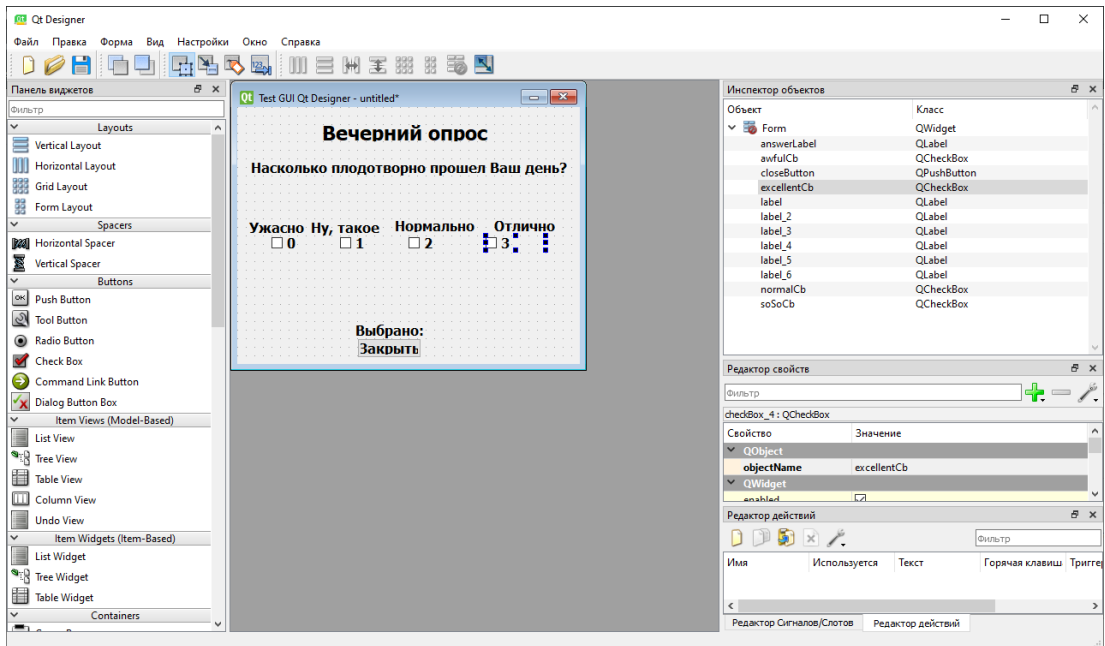 Qt Designer
Файл Правка Форма Вид Настройки Окно Справка
Панель виджетов
Фильтр
Layouts
Vertical Layout
Horizontal Layout
Grid Layout
Form Layout
Spacers
Horizontal Spacer
Vertical Spacer
Buttons
Push Button
Tool Button
Radio Button
Check Box
Command Link Button
Dialog Button Box
Item Views (Model-Based)
List View
Tree View
Table View
Column View
Undo View
Item Widgets (Item-Based)
List Widget
Tree Widget
Table Widget
Containers
Test GUI Qt Designer - untitled*
Вечерний опрос
Насколько плодотворно прошел Ваш день?
Ужасно Ну, такое Нормально Отлично
0 1 2 3
Выбрано:
Закрыть
Инспектор объектов
Объект Класс
Form QWidget
answerLabel QLabel
awfulCb QCheckBox
closeButton QPushButton
excellentCb QCheckBox
label QLabel
label_2 QLabel
label_3 QLabel
label_4 QLabel
label_5 QLabel
label_6 QLabel
normalCb QCheckBox
soSoCb QCheckBox
Редактор свойств
Фильтр
checkBox_4 : QCheckBox
Свойство Значение
QObject
objectName excellentCb
QWidget
enabled
Редактор действий
Фильтр
Имя Используется Текст Горячая клавиш Тригге
Редактор Сигналов/Слотов Редактор действий